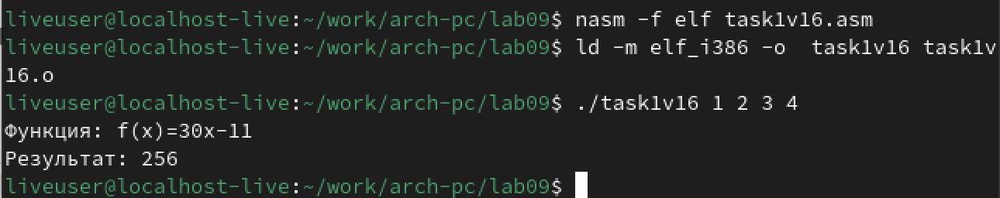 liveuser@localhost-live:~/work/arch-pc/lab09$ nasm -f elf task1v16.asm
liveuser@localhost-live:~/work/arch-pc/lab09$ ld -m elf_i386 -o  task1v16 task1v
16.o
liveuser@localhost-live:~/work/arch-pc/lab09$ ./task1v16 1 2 3 4
Функция: f(x)=30x-11
Результат: 256
liveuser@localhost-live:~/work/arch-pc/lab09$